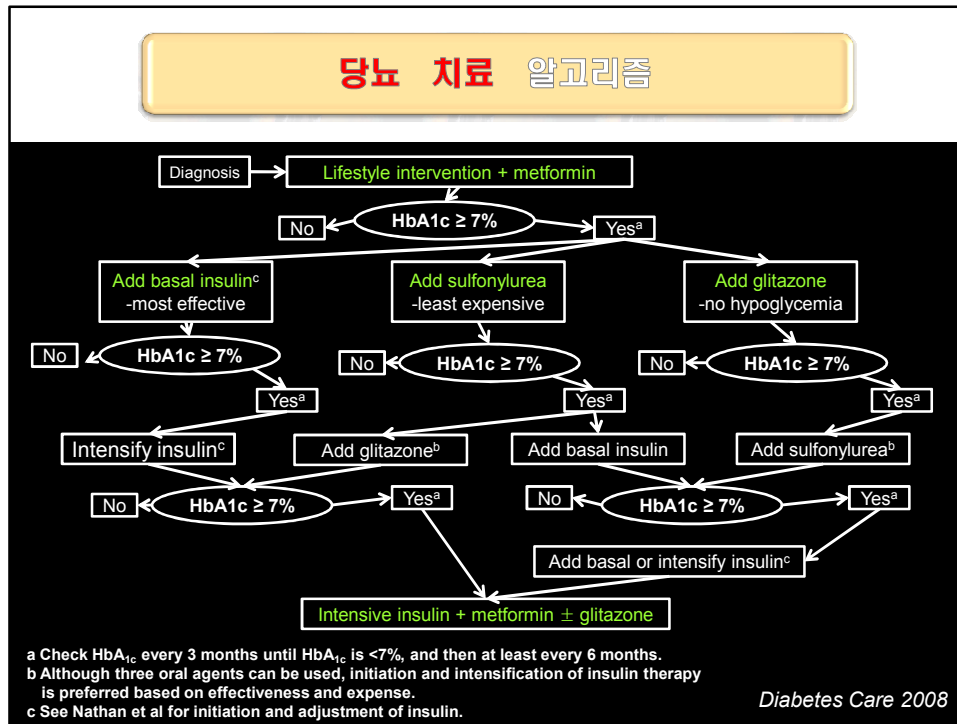 당뇨 치료 알고리즘
Diagnosis
Lifestyle intervention + metformin
HbA1c ≥ 7%
No
Yesᵃ
Add basal insulinᶜ
-most effective
Add sulfonylurea
-least expensive
Add glitazone
-no hypoglycemia
No
HbA1c ≥ 7%
No
HbA1c ≥ 7%
No
HbA1c ≥ 7%
Yesᵃ
Yesᵃ
Yesᵃ
Intensify insulinᶜ
Add glitazoneᵇ
Add basal insulin
Add sulfonylureaᵇ
No
HbA1c ≥ 7%
Yesᵃ
No
HbA1c ≥ 7%
Yesᵃ
Add basal or intensify insulinᶜ
Intensive insulin + metformin ± glitazone
a Check HbA₁c every 3 months until HbA₁c is <7%, and then at least every 6 months.
b Although three oral agents can be used, initiation and intensification of insulin therapy
is preferred based on effectiveness and expense.
c See Nathan et al for initiation and adjustment of insulin.
Diabetes Care 2008